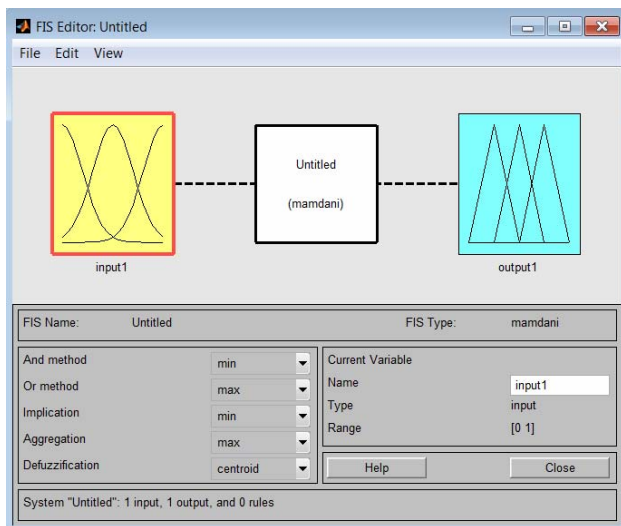 FIS Editor: Untitled
File Edit View
Untitled
(mamdani)
input1
output1
FIS Name: Untitled FIS Type: mamdani
And method min
Or method max
Implication min
Aggregation max
Defuzzification centroid
Current Variable
Name input1
Type input
Range [0 1]
Help Close
System "Untitled": 1 input, 1 output, and 0 rules